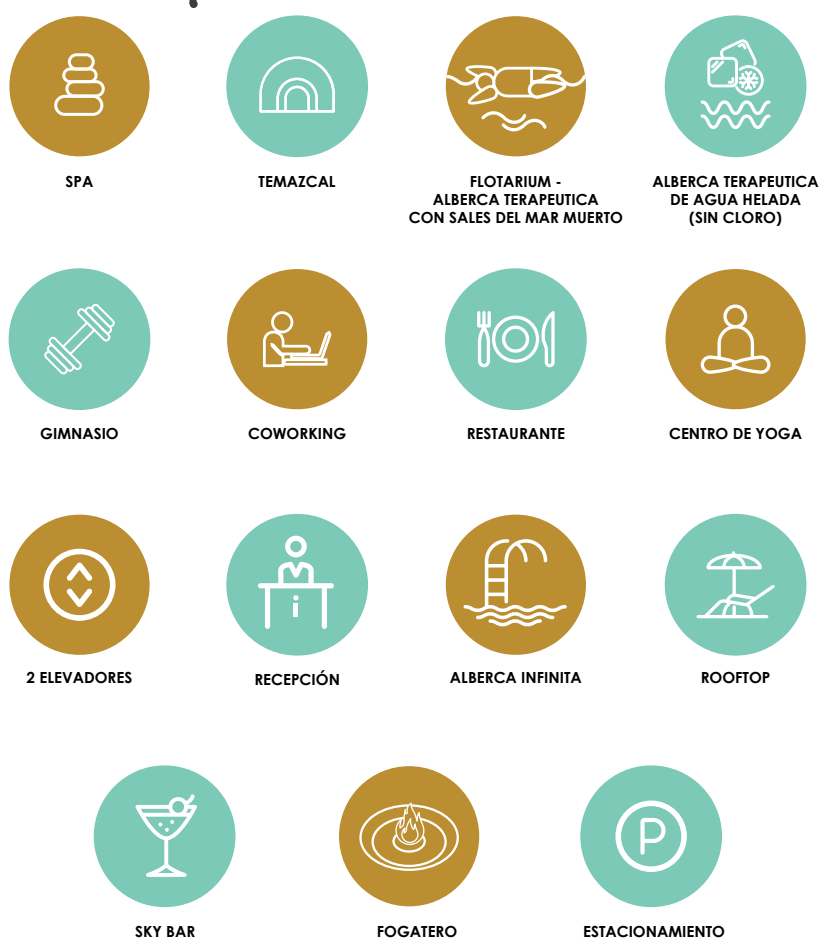 SPA
TEMAZCAL
FLOTARIUM -
ALBERCA TERAPEUTICA
CON SALES DEL MAR MUERTO
ALBERCA TERAPEUTICA
DE AGUA HELADA
(SIN CLORO)
GIMNASIO
COWORKING
RESTAURANTE
CENTRO DE YOGA
2 ELEVADORES
i
RECEPCIÓN
ALBERCA INFINITA
ROOFTOP
SKY BAR
FOGATERO
P
ESTACIONAMIENTO